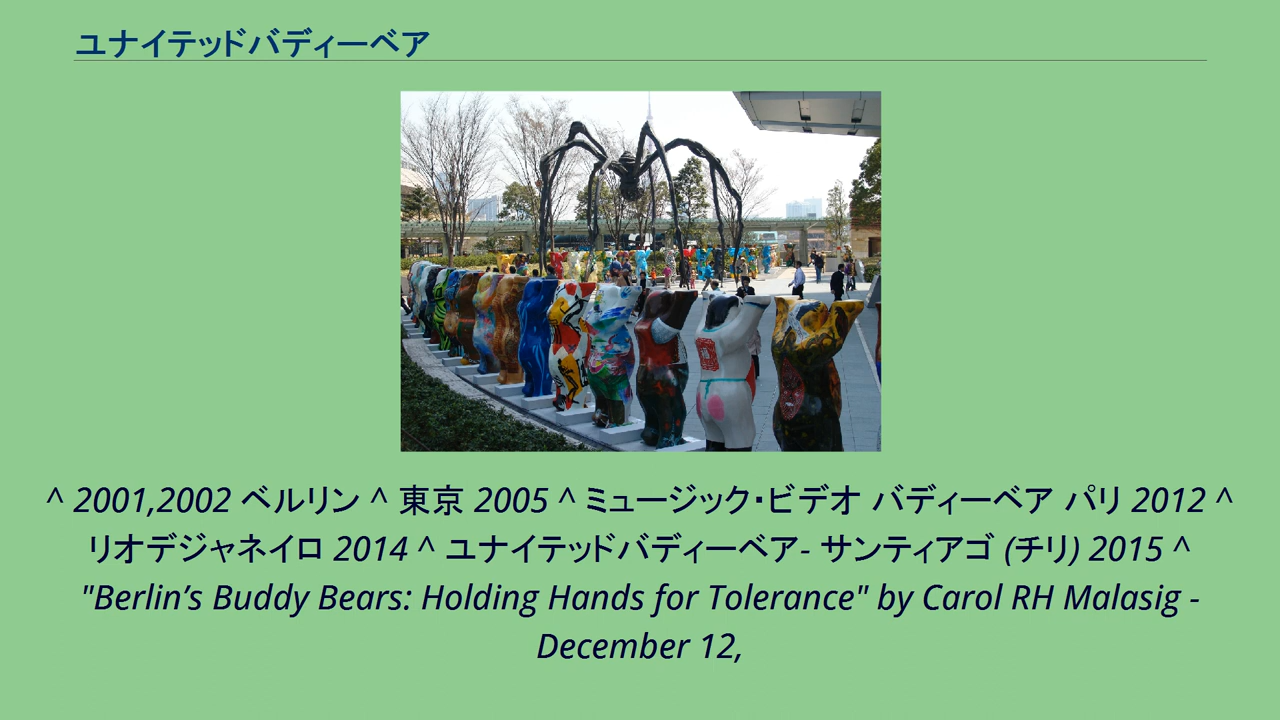 ユナイテッドバディーベア
^ 2001,2002 ベルリン ^ 東京 2005 ^ ミュージック・ビデオ バディーベア パリ 2012 ^
リオデジャネイロ 2014 ^ ユナイテッドバディーベア- サンティアゴ (チリ) 2015 ^
"Berlin’s Buddy Bears: Holding Hands for Tolerance" by Carol RH Malasig -
December 12,